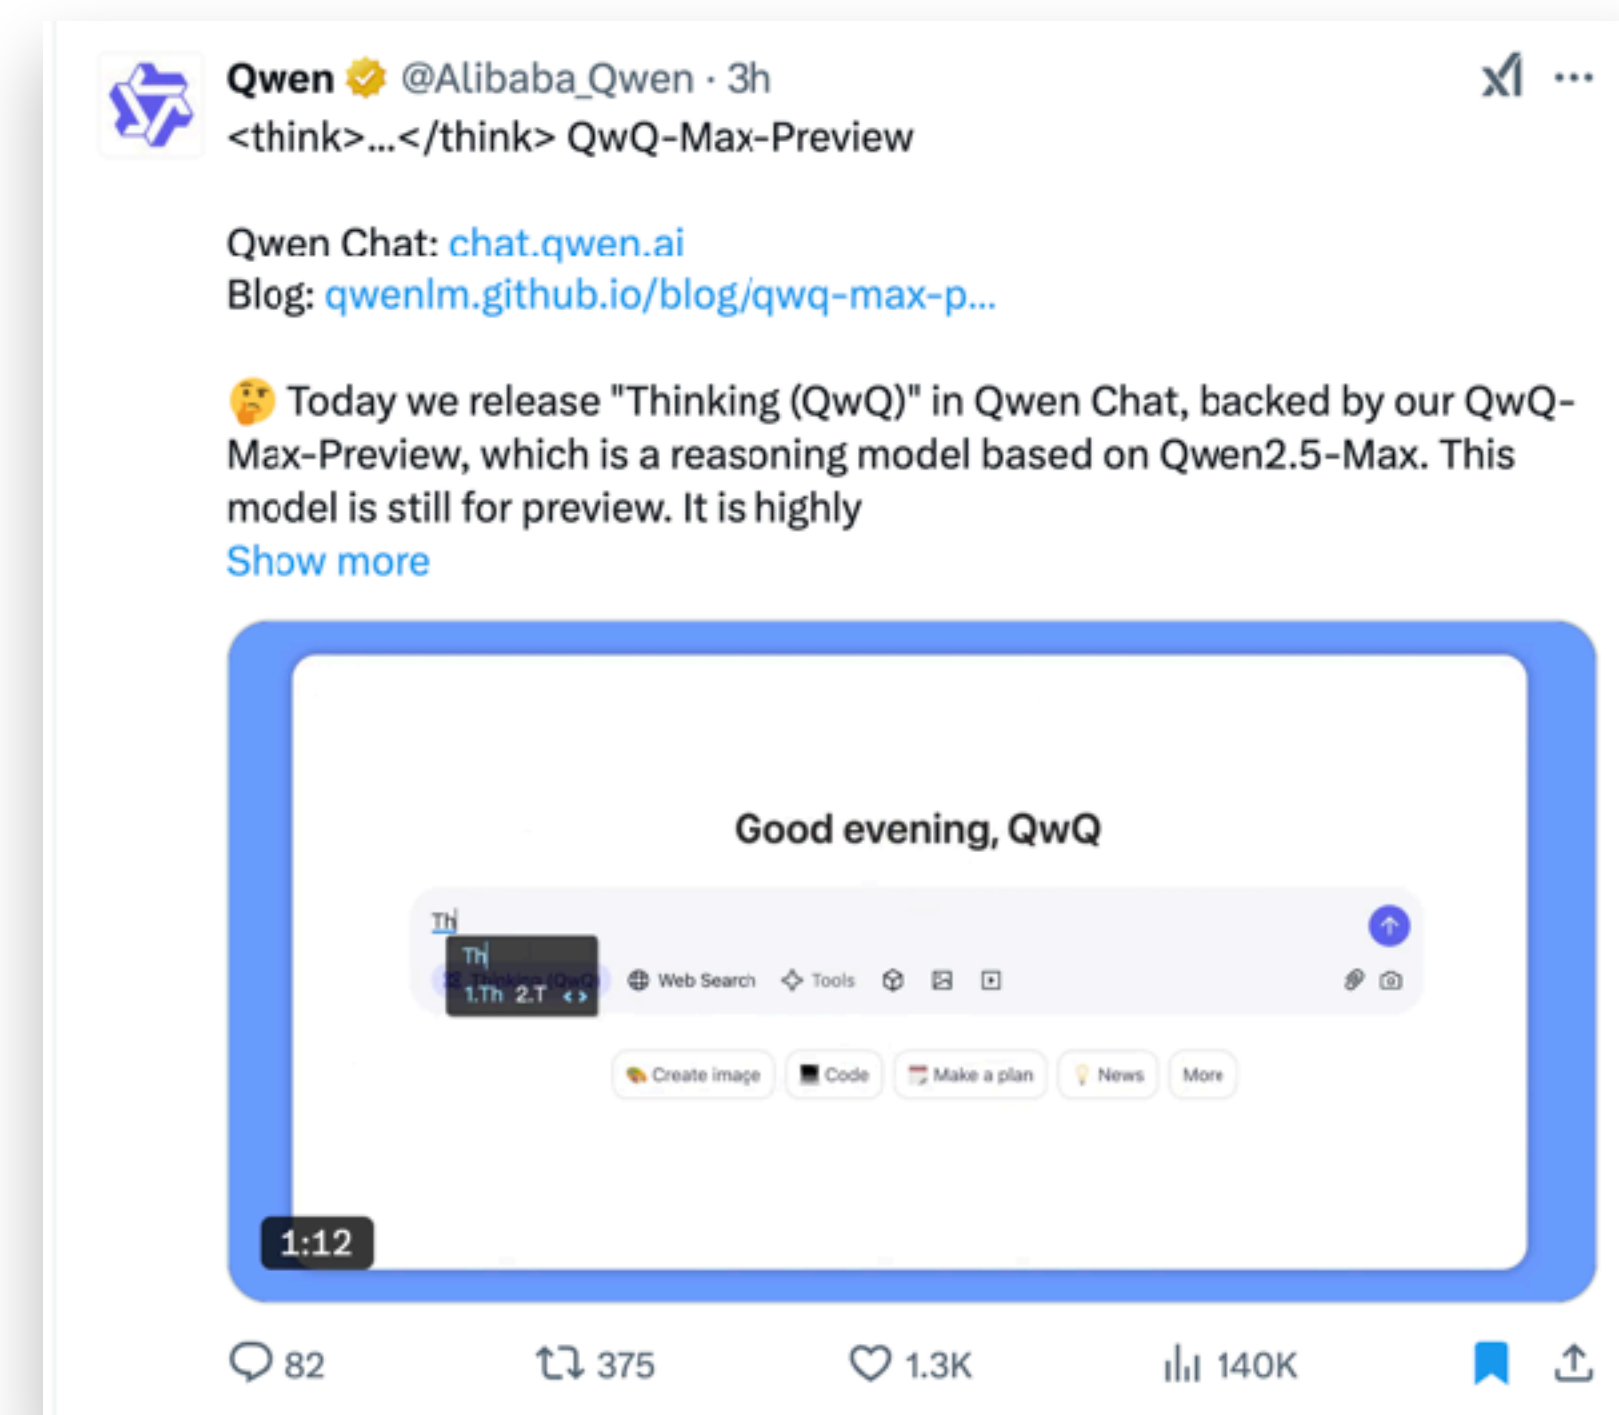 Qwen @Alibaba_Qwen · 3h
<think>...</think> QwQ-Max-Preview
Qwen Chat: chat.qwen.ai
Blog: qwenlm.github.io/blog/qwq-max-p...
🤔 Today we release "Thinking (QwQ)" in Qwen Chat, backed by our QwQ-
Max-Preview, which is a reasoning model based on Qwen2.5-Max. This
model is still for preview. It is highly
Show more
Good evening, QwQ
Th
Th
Thinking (QwQ) Web Search Tools
1.Th 2.T < >
Create image Code Make a plan News More
1:12
82 375 1.3K 140K